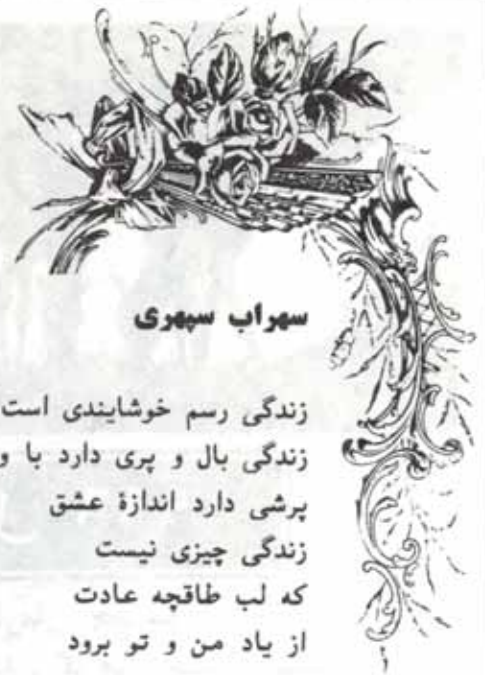 سهراب سپهری
زندگی رسم خوشایندی است
زندگی بال و پری دارد با و
پرشی دارد اندازهٔ عشق
زندگی چیزی نیست
که لب طاقچه عادت
از یاد من و تو برود